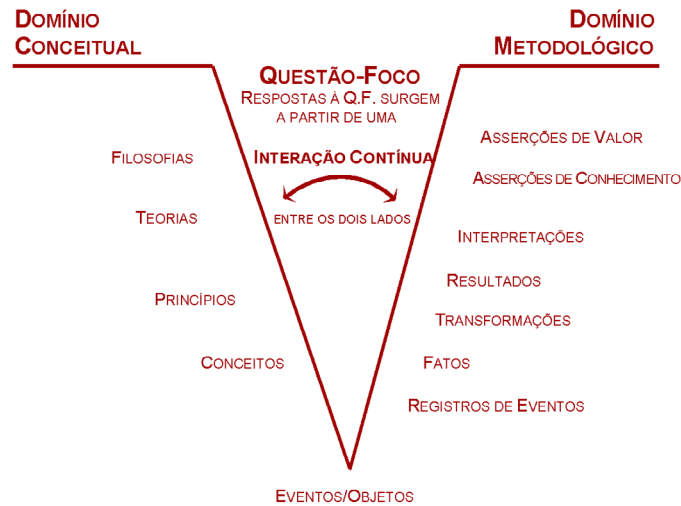 DOMÍNIO
CONCEITUAL
DOMÍNIO
METODOLÓGICO
QUESTÃO-FOCO
RESPOSTAS À Q.F. SURGEM
A PARTIR DE UMA
INTERAÇÃO CONTÍNUA
ENTRE OS DOIS LADOS
FILOSOFIAS
TEORIAS
PRINCÍPIOS
CONCEITOS
ASSERÇÕES DE VALOR
ASSERÇÕES DE CONHECIMENTO
INTERPRETAÇÕES
RESULTADOS
TRANSFORMAÇÕES
FATOS
REGISTROS DE EVENTOS
EVENTOS/OBJETOS